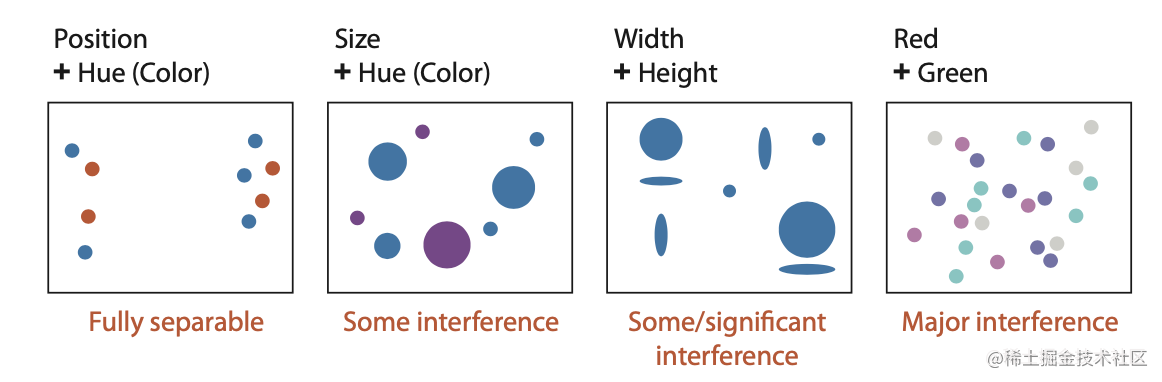 Position
+ Hue (Color)
Size
+ Hue (Color)
Width
+ Height
Red
+ Green
Fully separable
Some interference
Some/significant
interference
Major interference
@稀土掘金技术社区